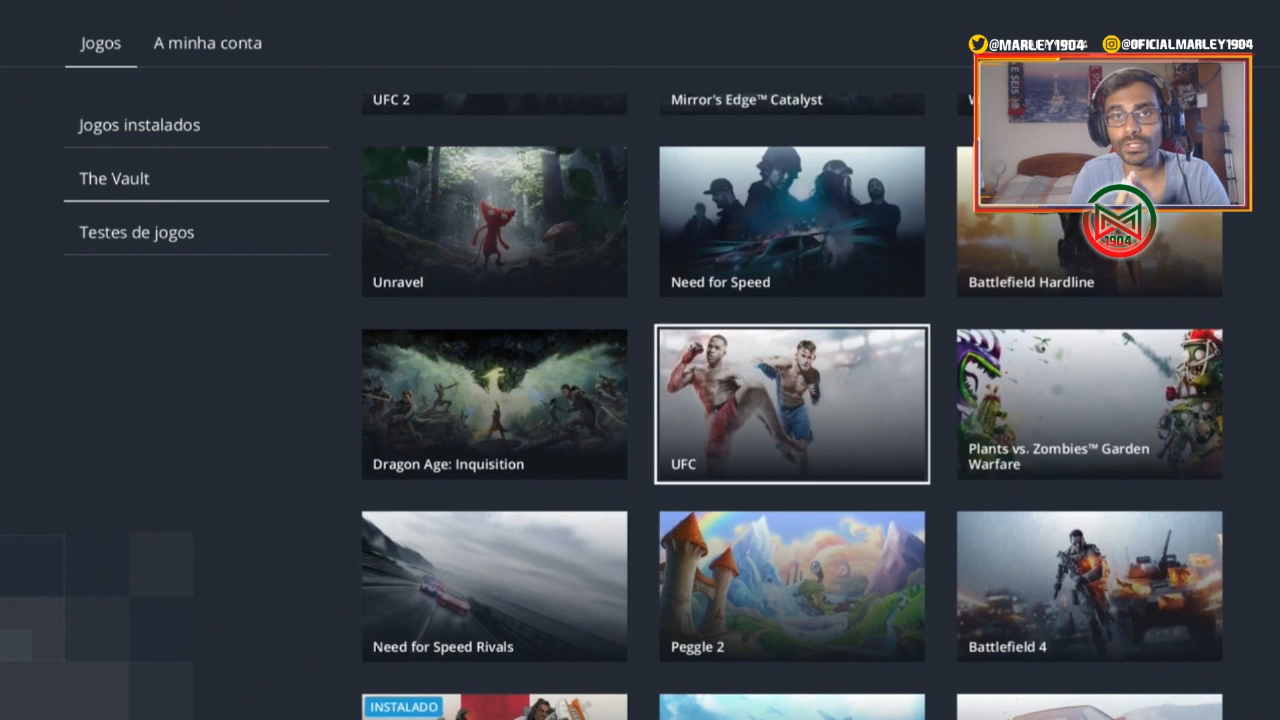 Jogos
A minha conta
@MARLEY1904
@OFICIALMARLEY1904
Jogos instalados
The Vault
Testes de jogos
UFC 2
Mirror's Edge™ Catalyst
Unravel
Need for Speed
Battlefield Hardline
1904
Dragon Age: Inquisition
UFC
Plants vs. Zombies™ Garden
Warfare
Need for Speed Rivals
Peggle 2
Battlefield 4
INSTALADO